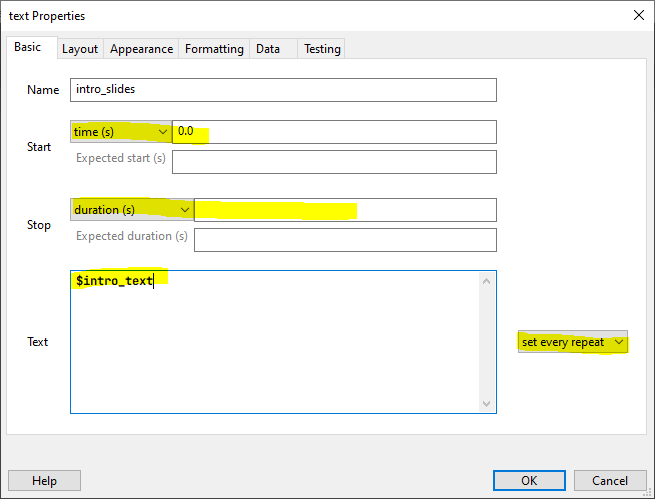 text Properties
Basic Layout Appearance Formatting Data Testing
Name intro_slides
Start time (s) 0.0
Expected start (s)
Stop duration (s)
Expected duration (s)
Text $intro_text set every repeat
Help OK Cancel